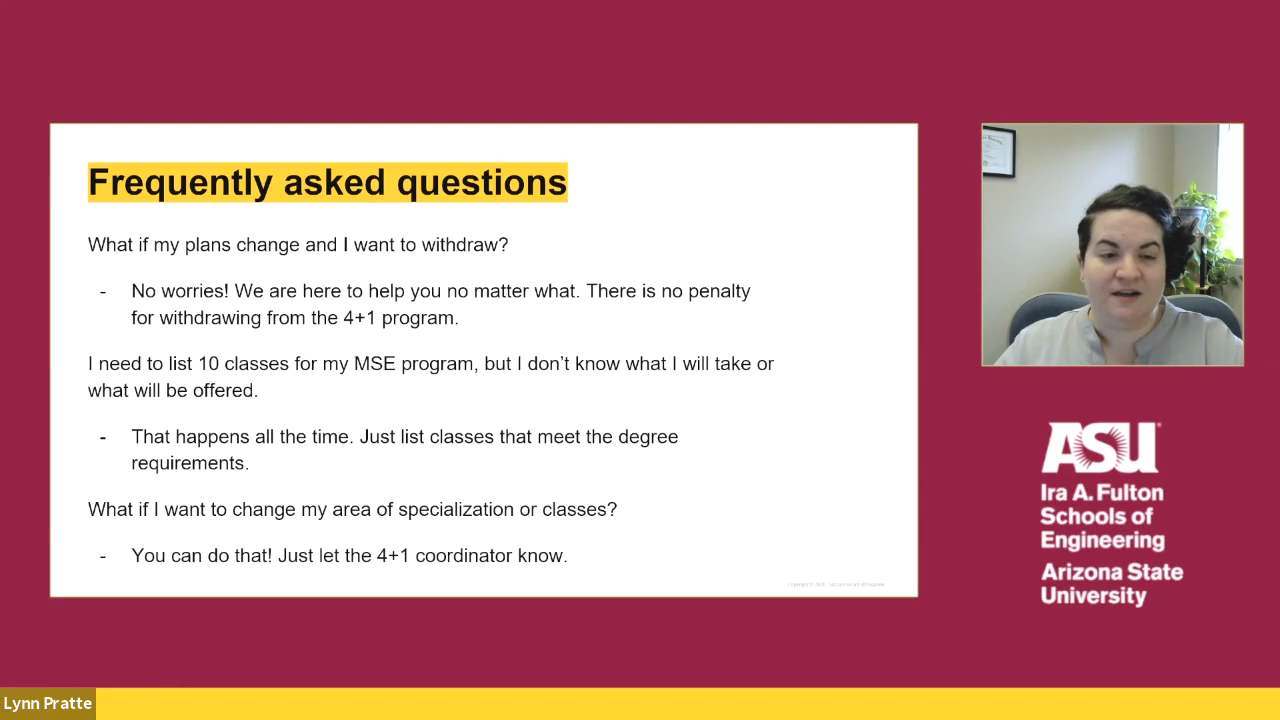 Frequently asked questions
What if my plans change and I want to withdraw?
- No worries! We are here to help you no matter what. There is no penalty
for withdrawing from the 4+1 program.
I need to list 10 classes for my MSE program, but I don’t know what I will take or
what will be offered.
- That happens all the time. Just list classes that meet the degree
requirements.
What if I want to change my area of specialization or classes?
- You can do that! Just let the 4+1 coordinator know.
ASU
Ira A. Fulton
Schools of
Engineering
Arizona State
University
Lynn Pratte